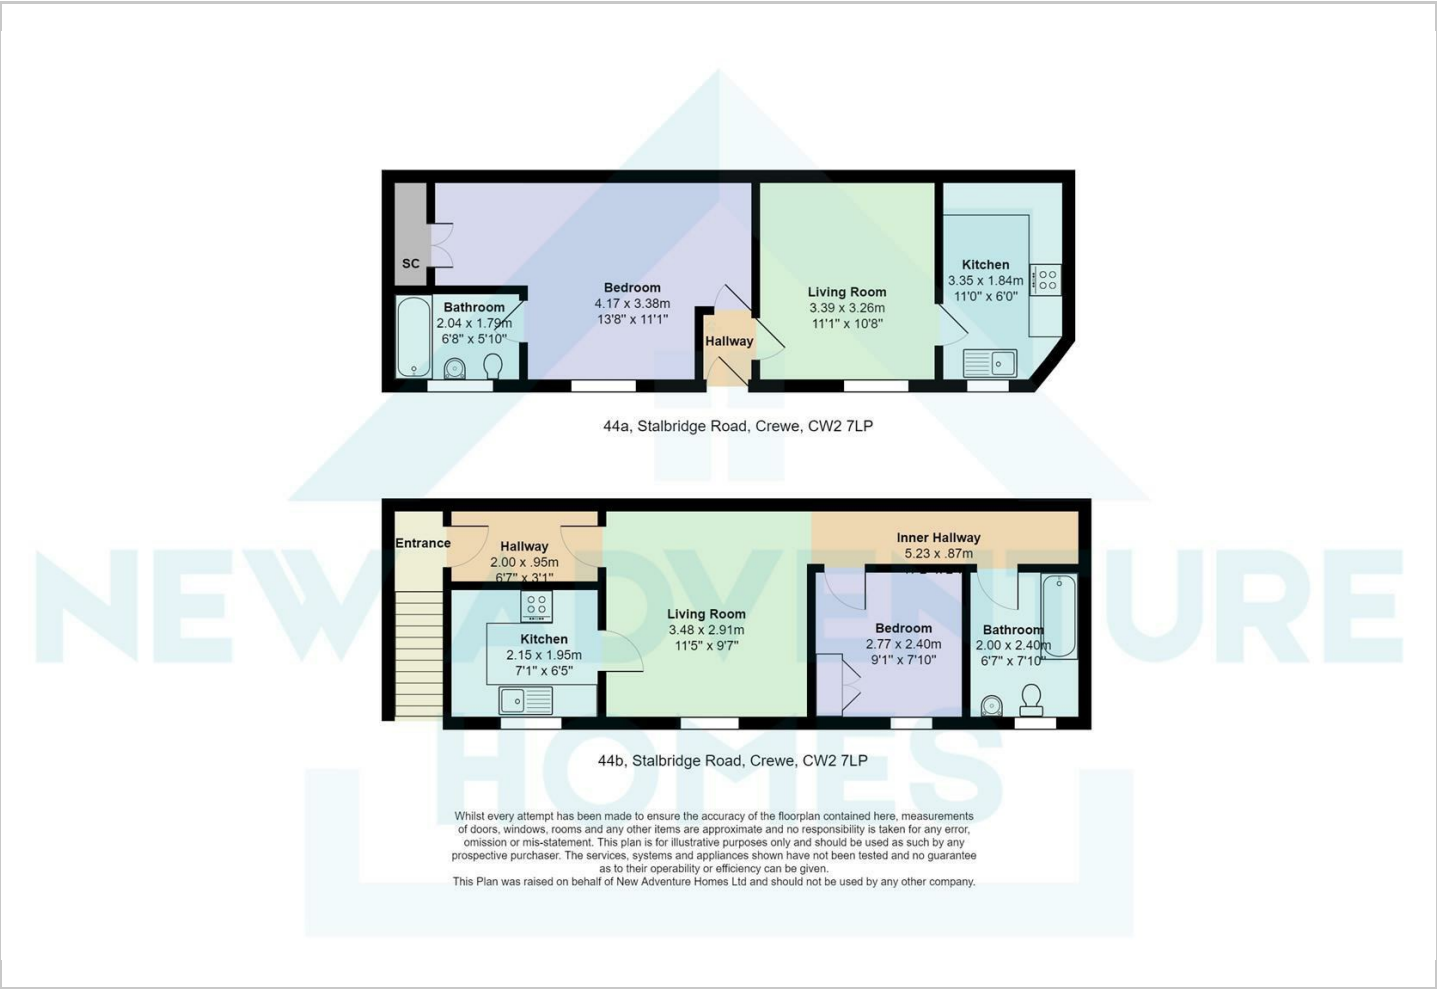 SC
Bathroom
2.04 x 1.79m
6'8" x 5'10"
Bedroom
4.17 x 3.38m
13'8" x 11'1"
Hallway
Living Room
3.39 x 3.26m
11'1" x 10'8"
Kitchen
3.35 x 1.84m
11'0" x 6'0"
44a, Stalbridge Road, Crewe, CW2 7LP
Entrance
Hallway
2.00 x .95m
6'7" x 3'1"
Kitchen
2.15 x 1.95m
7'1" x 6'5"
Living Room
3.48 x 2.91m
11'5" x 9'7"
Inner Hallway
5.23 x .87m
Bedroom
2.77 x 2.40m
9'1" x 7'10"
Bathroom
2.00 x 2.40m
6'7" x 7'10"
44b, Stalbridge Road, Crewe, CW2 7LP
NEW ADVENTURE
HOMES
Whilst every attempt has been made to ensure the accuracy of the floorplan contained here, measurements
of doors, windows, rooms and any other items are approximate and no responsibility is taken for any error,
omission or mis-statement. This plan is for illustrative purposes only and should be used as such by any
prospective purchaser. The services, systems and appliances shown have not been tested and no guarantee
as to their operability or efficiency can be given.
This Plan was raised on behalf of New Adventure Homes Ltd and should not be used by any other company.